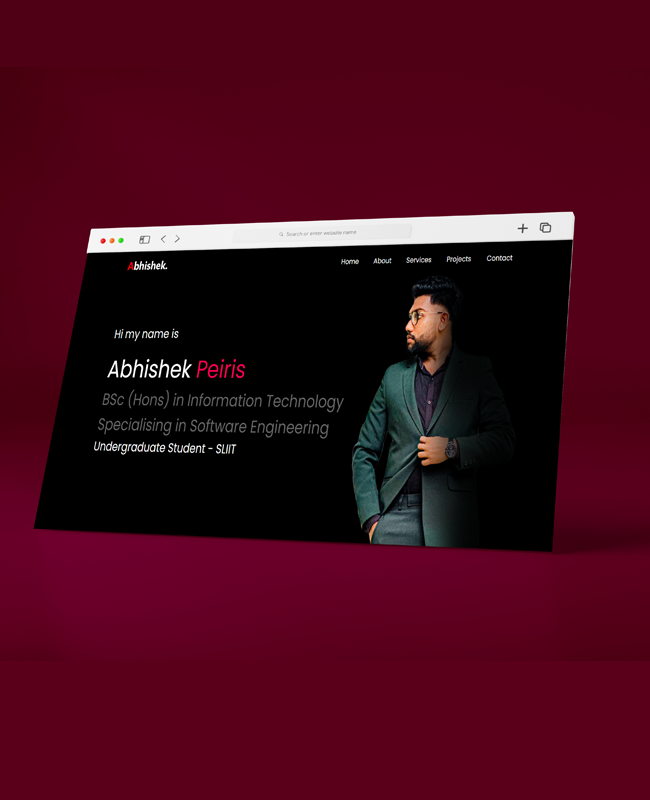 Search or enter website name
Abhishek.
Home About Services Projects Contact
Hi my name is
Abhishek Peiris
BSc (Hons) in Information Technology
Specialising in Software Engineering
Undergraduate Student - SLIIT